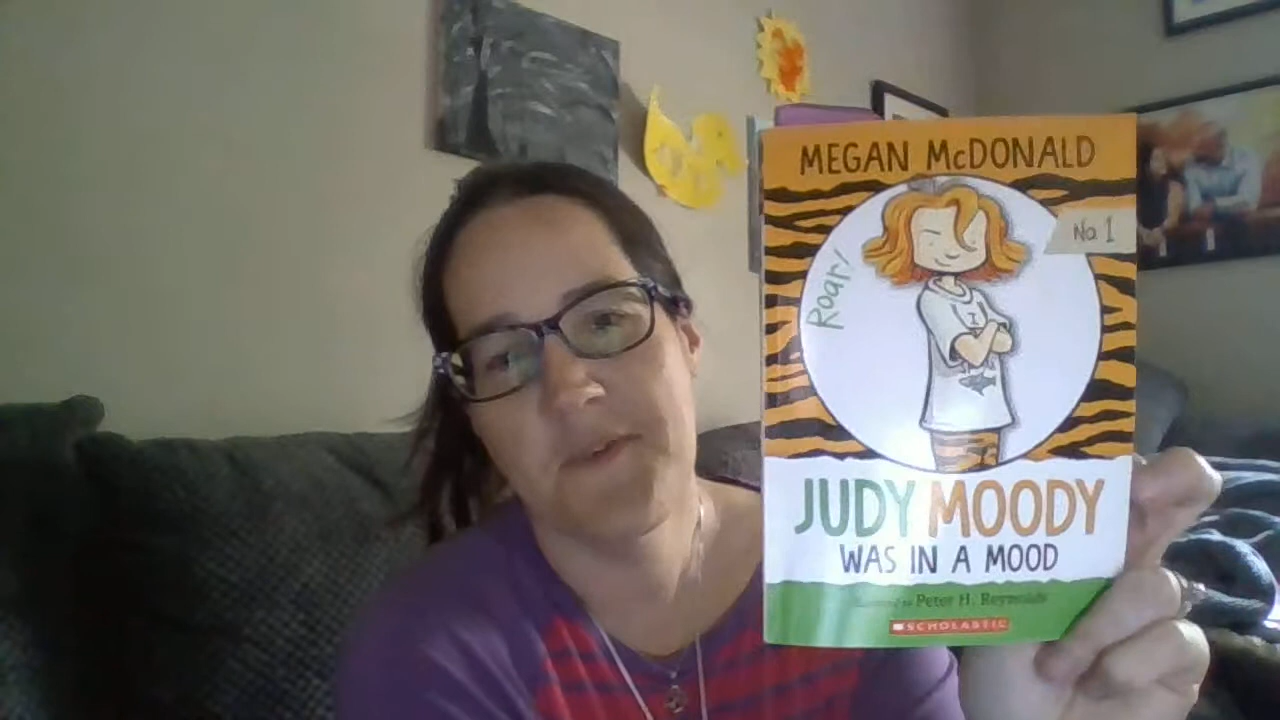 MEGAN McDONALD
No. 1
Roar!
I
JUDY MOODY
WAS IN A MOOD
Peter H. Reynolds
SCHOLASTIC